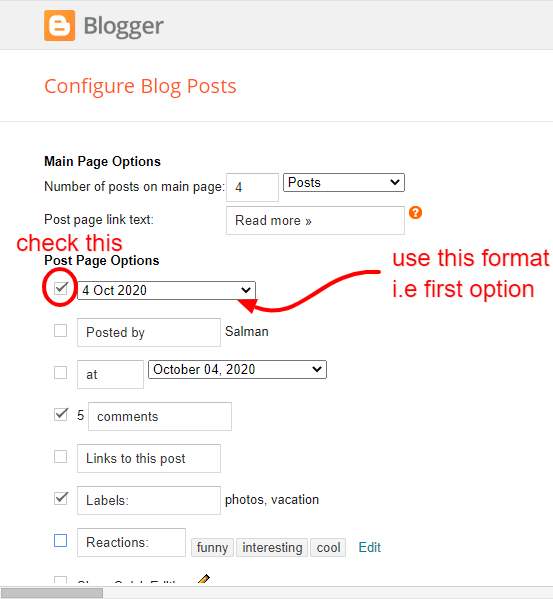 Blogger
Configure Blog Posts
Main Page Options
Number of posts on main page: 4 Posts
Post page link text: Read more » ?
check this
Post Page Options
use this format
i.e first option
4 Oct 2020
Posted by Salman
at October 04, 2020
5 comments
Links to this post
Labels: photos, vacation
Reactions: funny interesting cool Edit